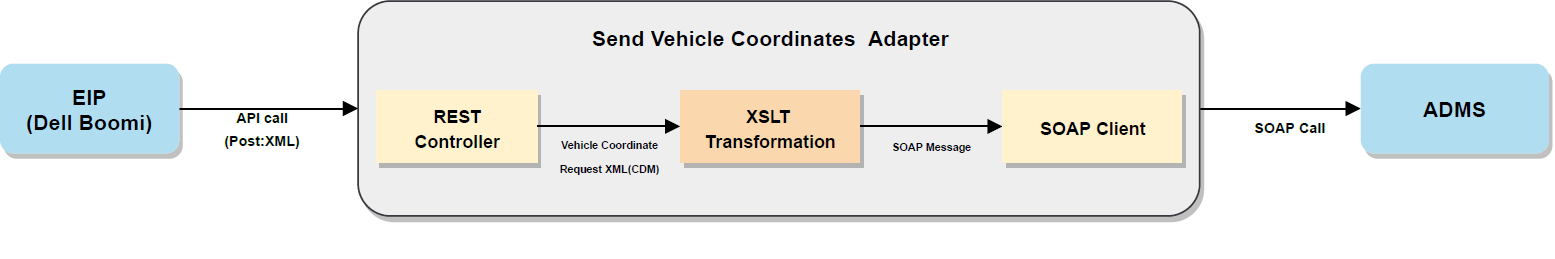 Send Vehicle Coordinates Adapter
EIP
(Dell Boomi)
API call
(Post:XML)
REST
Controller
Vehicle Coordinate
Request XML(CDM)
XSLT
Transformation
SOAP Message
SOAP Client
SOAP Call
ADMS